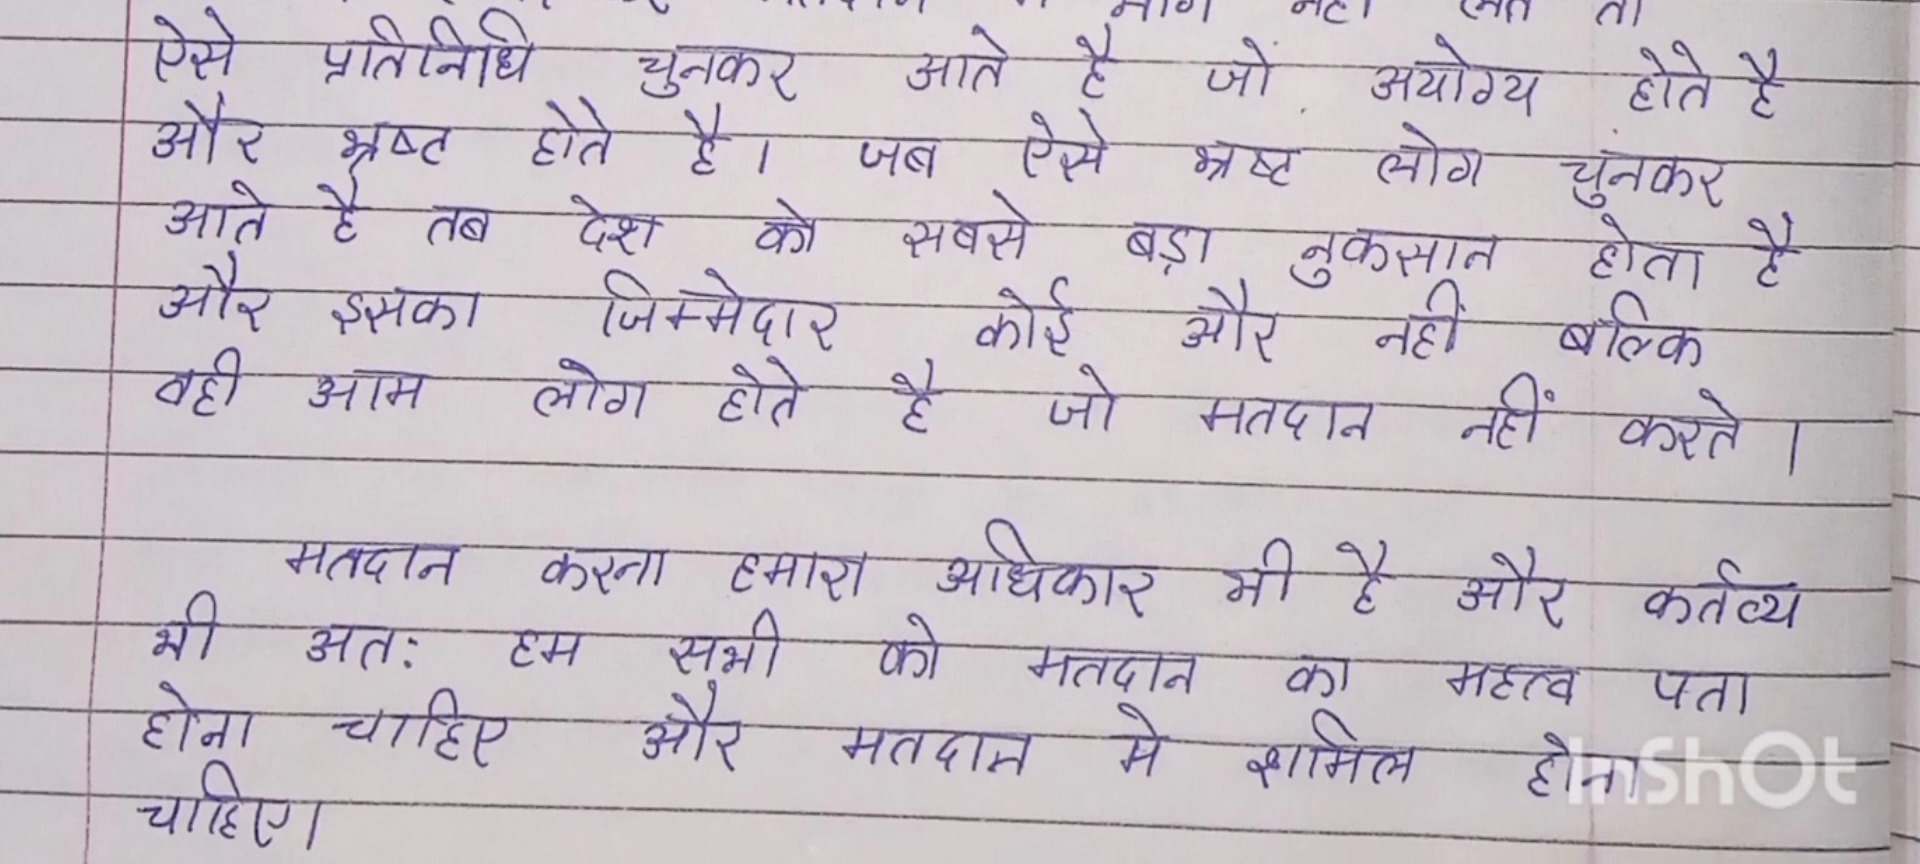 भाग नहीं लेते तो
ऐसे प्रतिनिधि चुनकर आते है जो अयोग्य होते है
और भ्रष्ट होते है। जब ऐसे भ्रष्ट लोग चुनकर
आते है तब देश को सबसे बड़ा नुकसान होता है
और इसका जिम्मेदार कोई और नहीं बल्कि
वही आम लोग होते है जो मतदान नहीं करते।
मतदान करना हमारा अधिकार भी है और कर्तव्य
भी अतः हम सभी को मतदान का महत्व पता
होना चाहिए और मतदान मे शामिल होना
चाहिए।
InShOt